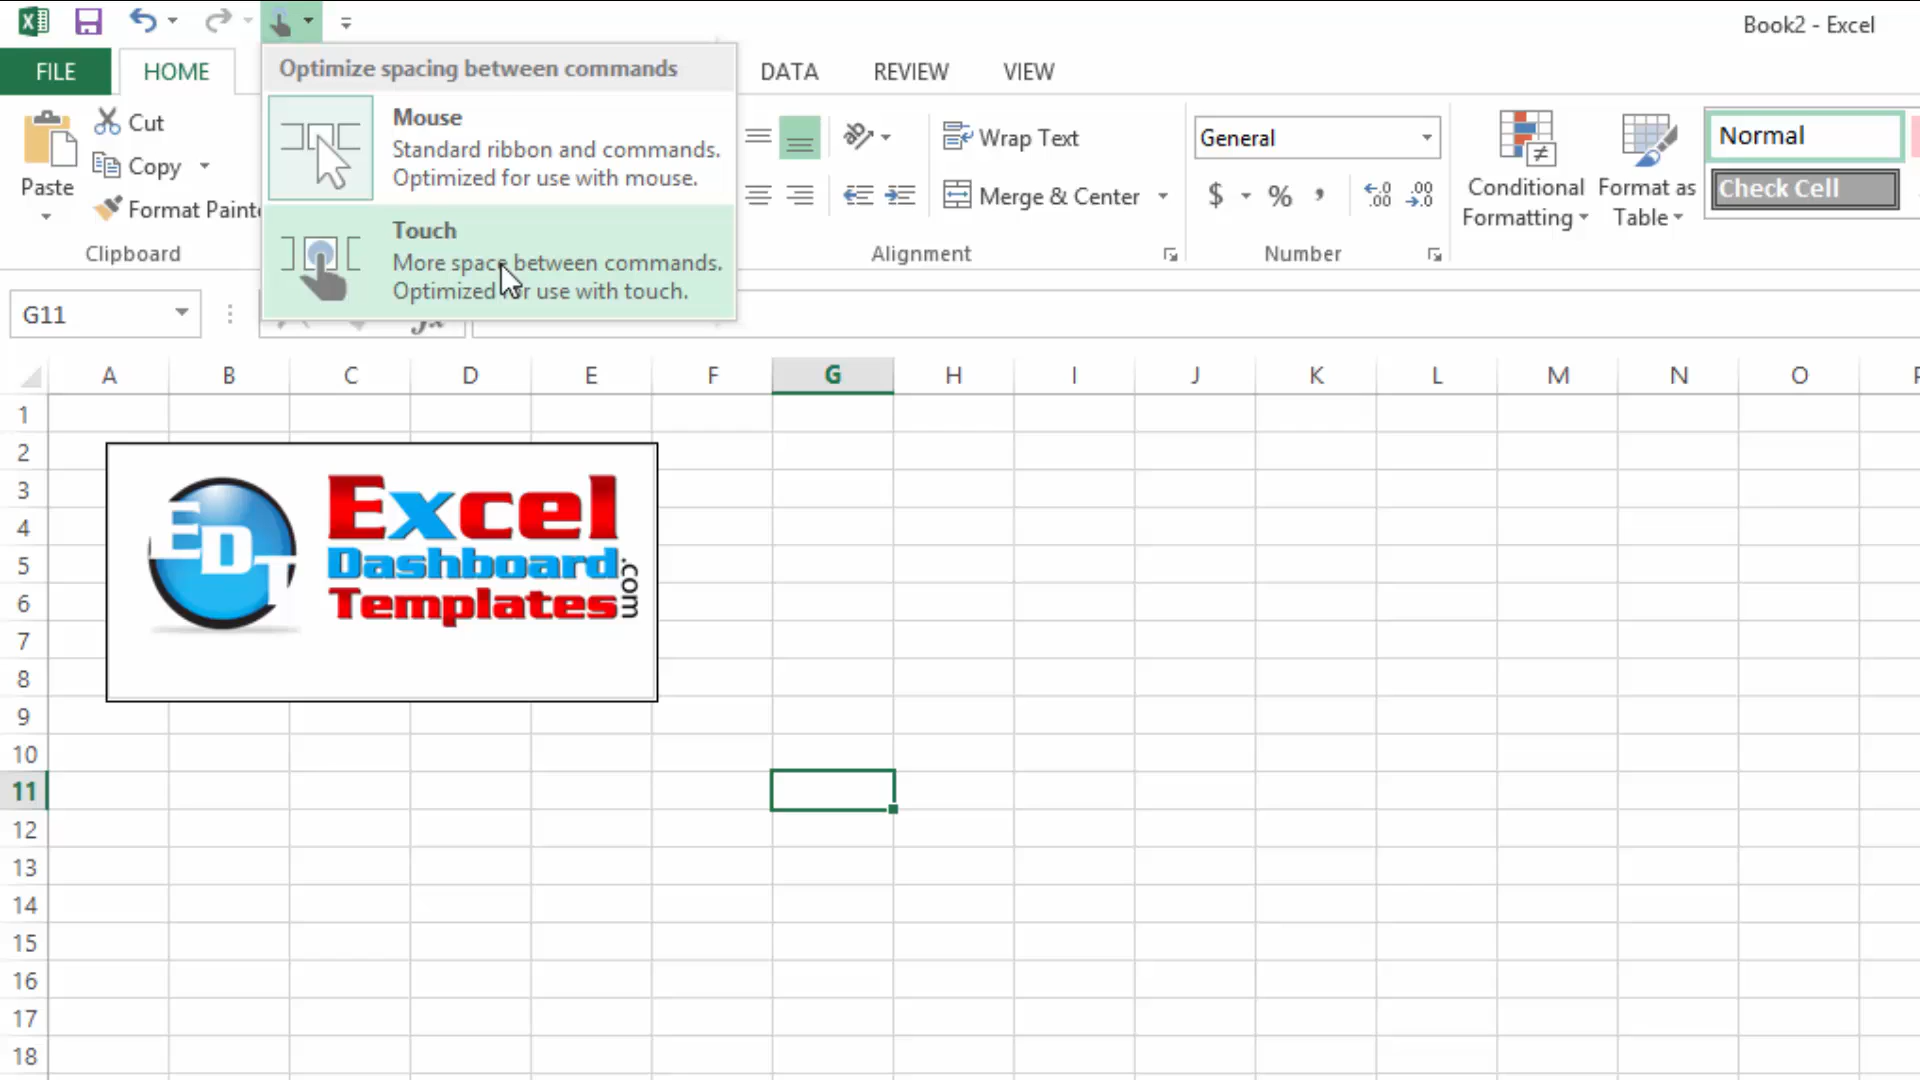 Book2 - Excel
FILE
HOME
DATA
REVIEW
VIEW
Optimize spacing between commands
Mouse
Standard ribbon and commands.
Optimized for use with mouse.
Touch
More space between commands.
Optimized for use with touch.
Paste
Cut
Copy
Format Painte
Clipboard
Wrap Text
Merge & Center
Alignment
General
$ % ,
Number
Conditional
Formatting
Format as
Table
Normal
Check Cell
G11
fx
A B C D E F G H I J K L M N O P
1
2
3
4
5
6
7
8
9
10
11
12
13
14
15
16
17
18
EDT
Excel
Dashboard
Templates
.com